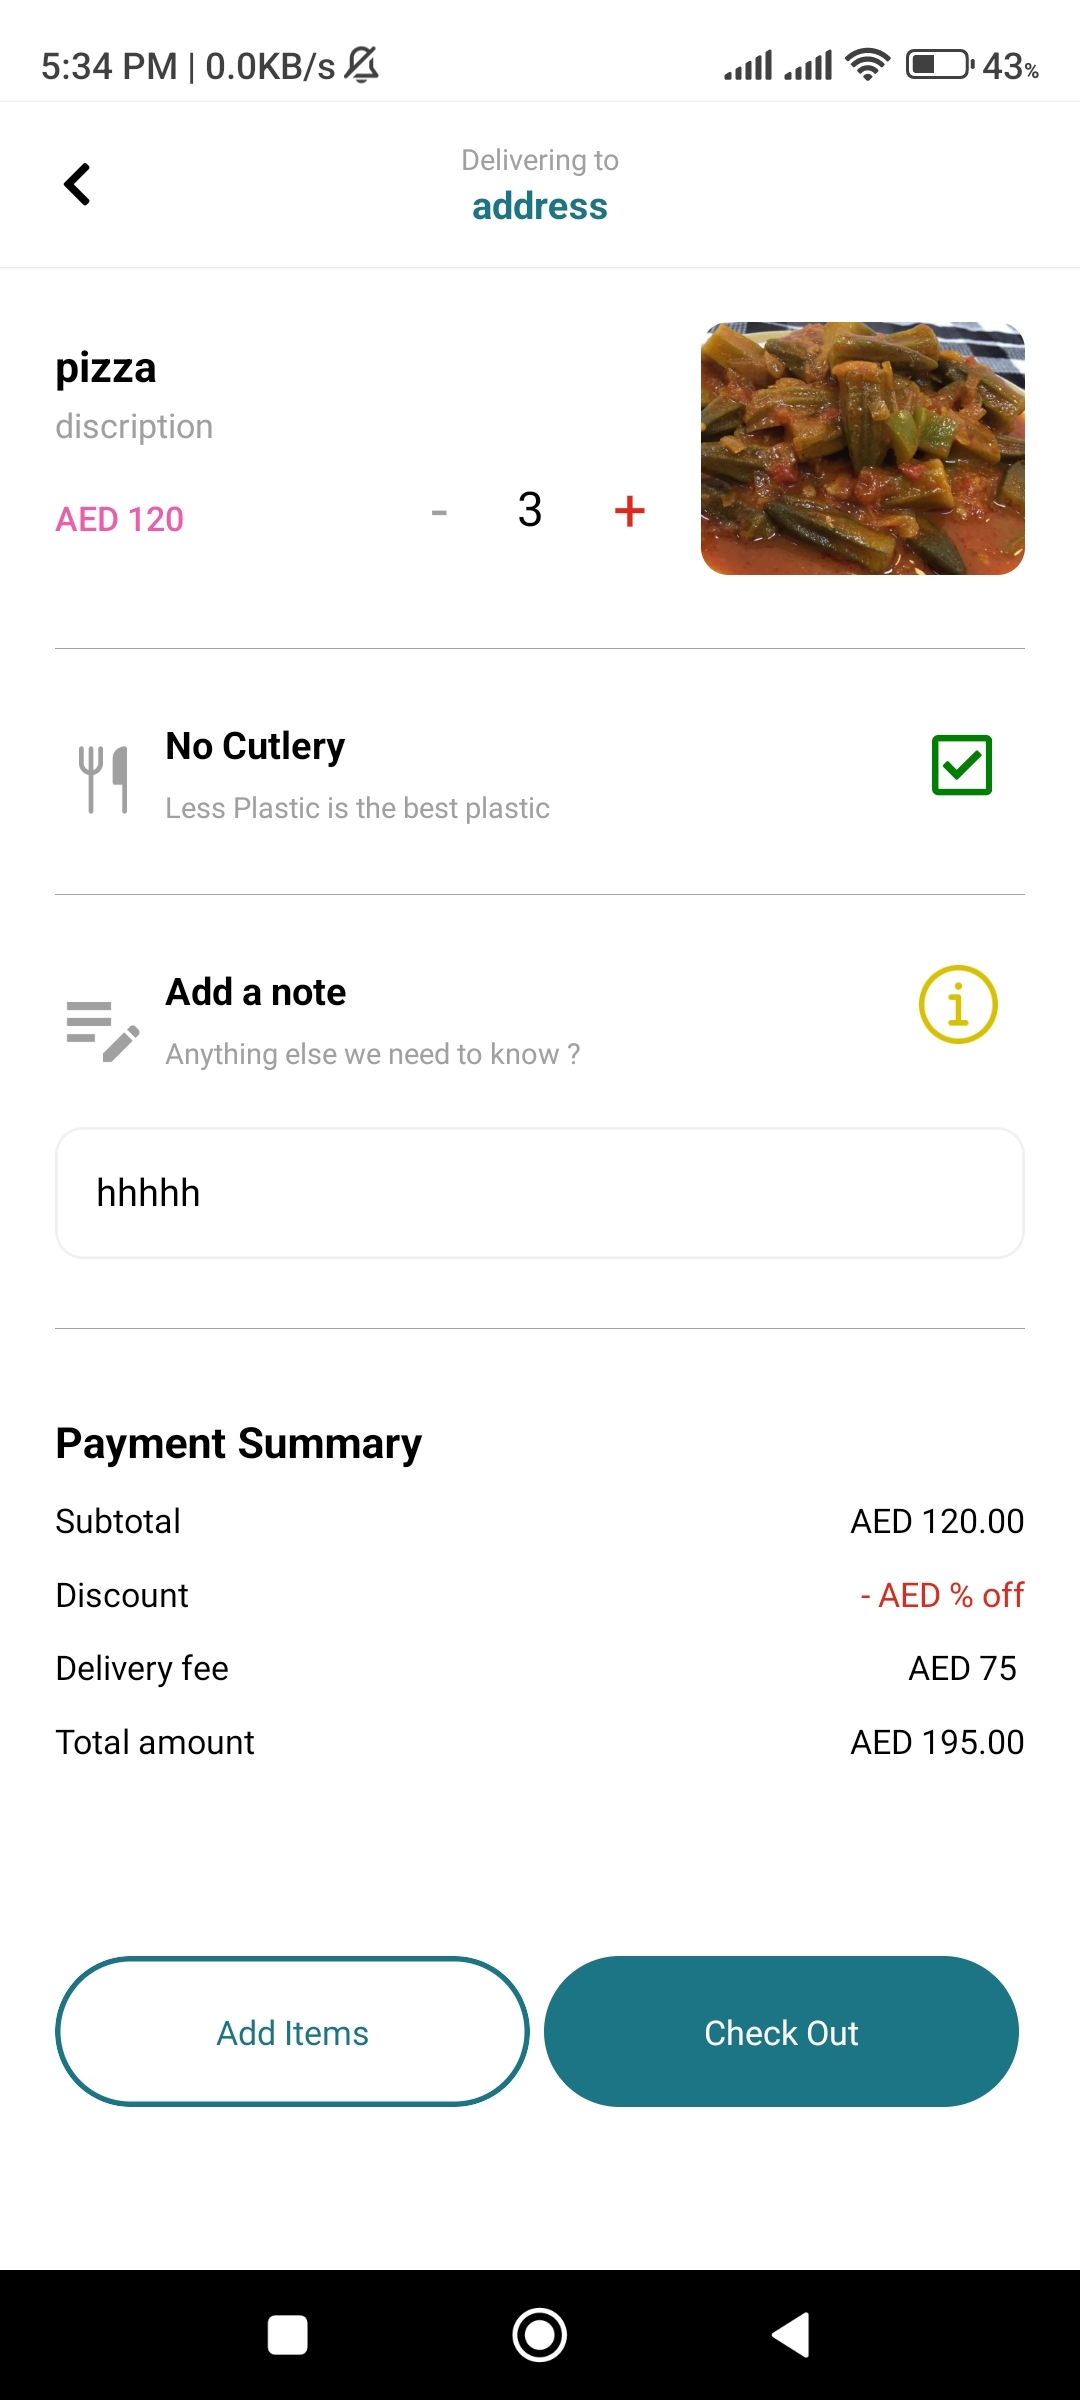 5:34 PM | 0.0KB/s 43%
Delivering to
address
pizza
discription
AED 120 - 3 +
No Cutlery
Less Plastic is the best plastic
Add a note
Anything else we need to know ?
hhhhh
Payment Summary
Subtotal AED 120.00
Discount - AED % off
Delivery fee AED 75
Total amount AED 195.00
Add Items Check Out